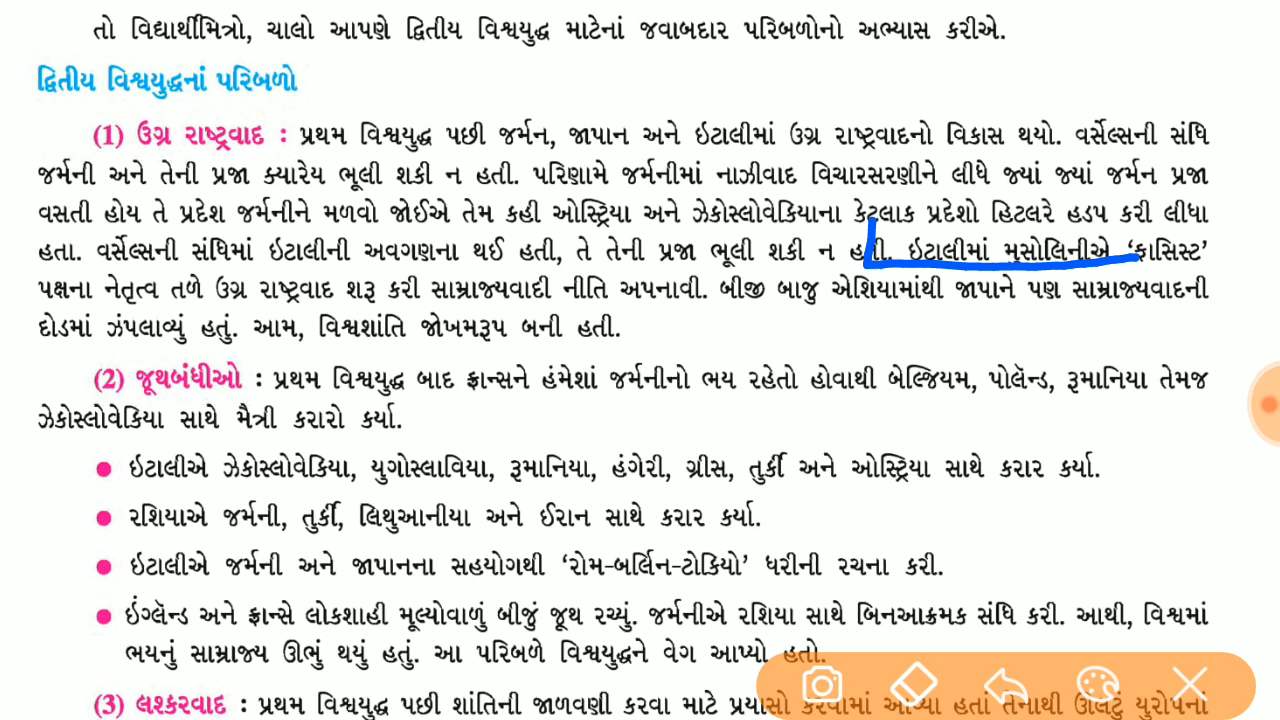 તો વિદ્યાર્થીમિત્રો, ચાલો આપણે દ્વિતીય વિશ્વયુદ્ધ માટેનાં જવાબદાર પરિબળોનો અભ્યાસ કરીએ.
દ્વિતીય વિશ્વયુદ્ધનાં પરિબળો
(1) ઉગ્ર રાષ્ટ્રવાદ : પ્રથમ વિશ્વયુદ્ધ પછી જર્મન, જાપાન અને ઇટાલીમાં ઉગ્ર રાષ્ટ્રવાદનો વિકાસ થયો. વર્સેલ્સની સંધિ
જર્મની અને તેની પ્રજા ક્યારેય ભૂલી શકી ન હતી. પરિણામે જર્મનીમાં નાઝીવાદ વિચારસરણીને લીધે જ્યાં જ્યાં જર્મન પ્રજા
વસતી હોય તે પ્રદેશ જર્મનીને મળવો જોઈએ તેમ કહી ઓસ્ટ્રિયા અને ઝેકોસ્લોવેકિયાના કેટલાક પ્રદેશો હિટલરે હડપ કરી લીધા
હતા. વર્સેલ્સની સંધિમાં ઇટાલીની અવગણના થઈ હતી, તે તેની પ્રજા ભૂલી શકી ન હતી. ઇટાલીમાં મુસોલિનીએ ‘ફાસિસ્ટ’
પક્ષના નેતૃત્વ તળે ઉગ્ર રાષ્ટ્રવાદ શરૂ કરી સામ્રાજ્યવાદી નીતિ અપનાવી. બીજી બાજુ એશિયામાંથી જાપાને પણ સામ્રાજ્યવાદની
દોડમાં ઝંપલાવ્યું હતું. આમ, વિશ્વશાંતિ જોખમરૂપ બની હતી.
(2) જૂથબંધીઓ : પ્રથમ વિશ્વયુદ્ધ બાદ ફ્રાન્સને હંમેશાં જર્મનીનો ભય રહેતો હોવાથી બેલ્જિયમ, પોલૅન્ડ, રૂમાનિયા તેમજ
ઝેકોસ્લોવેકિયા સાથે મૈત્રી કરારો કર્યા.
● ઇટાલીએ ઝેકોસ્લોવેકિયા, યુગોસ્લાવિયા, રૂમાનિયા, હંગેરી, ગ્રીસ, તુર્કી અને ઓસ્ટ્રિયા સાથે કરાર કર્યા.
● રશિયાએ જર્મની, તુર્કી, લિથુઆનીયા અને ઈરાન સાથે કરાર કર્યા.
● ઇટાલીએ જર્મની અને જાપાનના સહયોગથી ‘રોમ-બર્લિન-ટોકિયો’ ધરીની રચના કરી.
● ઇંગ્લૅન્ડ અને ફ્રાન્સે લોકશાહી મૂલ્યોવાળું બીજું જૂથ રચ્યું. જર્મનીએ રશિયા સાથે બિનઆક્રમક સંધિ કરી. આથી, વિશ્વમાં
ભયનું સામ્રાજ્ય ઊભું થયું હતું. આ પરિબળે વિશ્વયુદ્ધને વેગ આપ્યો હતો.
(3) લશ્કરવાદ : પ્રથમ વિશ્વયુદ્ધ પછી શાંતિની જાળવણી કરવા માટે પ્રયાસો કરવામાં આવ્યા હતાં તેનાથી ઊલટું યુરોપનાં